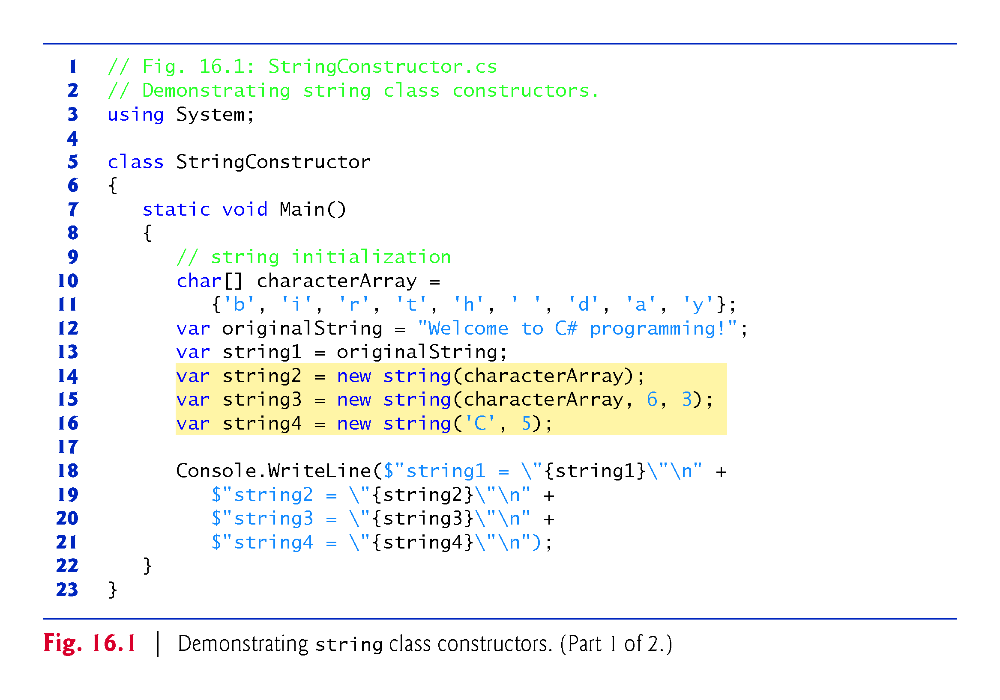 1 // Fig. 16.1: StringConstructor.cs
2 // Demonstrating string class constructors.
3 using System;
4
5 class StringConstructor
6 {
7    static void Main()
8    {
9       // string initialization
10       char[] characterArray =
11          {'b', 'i', 'r', 't', 'h', ' ', 'd', 'a', 'y'};
12       var originalString = "Welcome to C# programming!";
13       var string1 = originalString;
14       var string2 = new string(characterArray);
15       var string3 = new string(characterArray, 6, 3);
16       var string4 = new string('C', 5);
17
18       Console.WriteLine($"string1 = \"{string1}\"\n" +
19          $"string2 = \"{string2}\"\n" +
20          $"string3 = \"{string3}\"\n" +
21          $"string4 = \"{string4}\"\n");
22    }
23 }
Fig. 16.1 | Demonstrating string class constructors. (Part 1 of 2.)